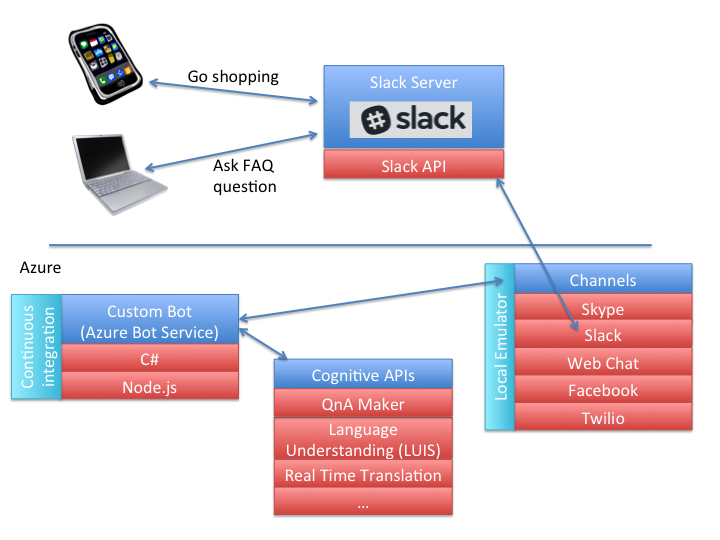 Go shopping
Slack Server
slack
Slack API
Ask FAQ
question
Azure
Continuous
integration
Custom Bot
(Azure Bot Service)
C#
Node.js
Cognitive APIs
QnA Maker
Language
Understanding (LUIS)
Real Time Translation
...
Local Emulator
Channels
Skype
Slack
Web Chat
Facebook
Twilio